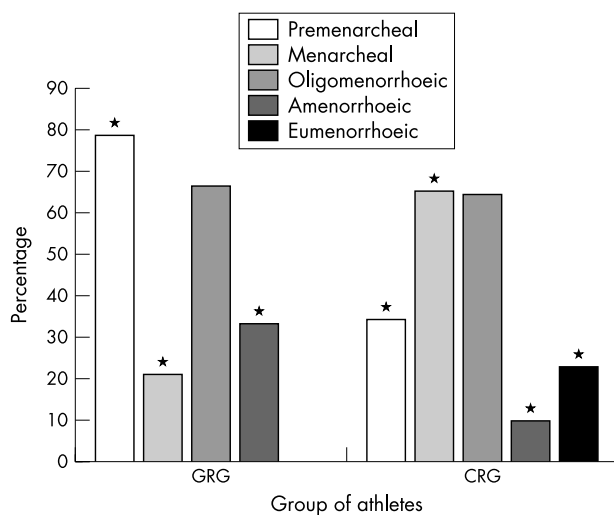 Premenarcheal
Menarcheal
Oligomenorrhoeic
Amenorrhoeic
Eumenorrhoeic
Percentage
90
80
70
60
50
40
30
20
10
0
GRG
CRG
Group of athletes